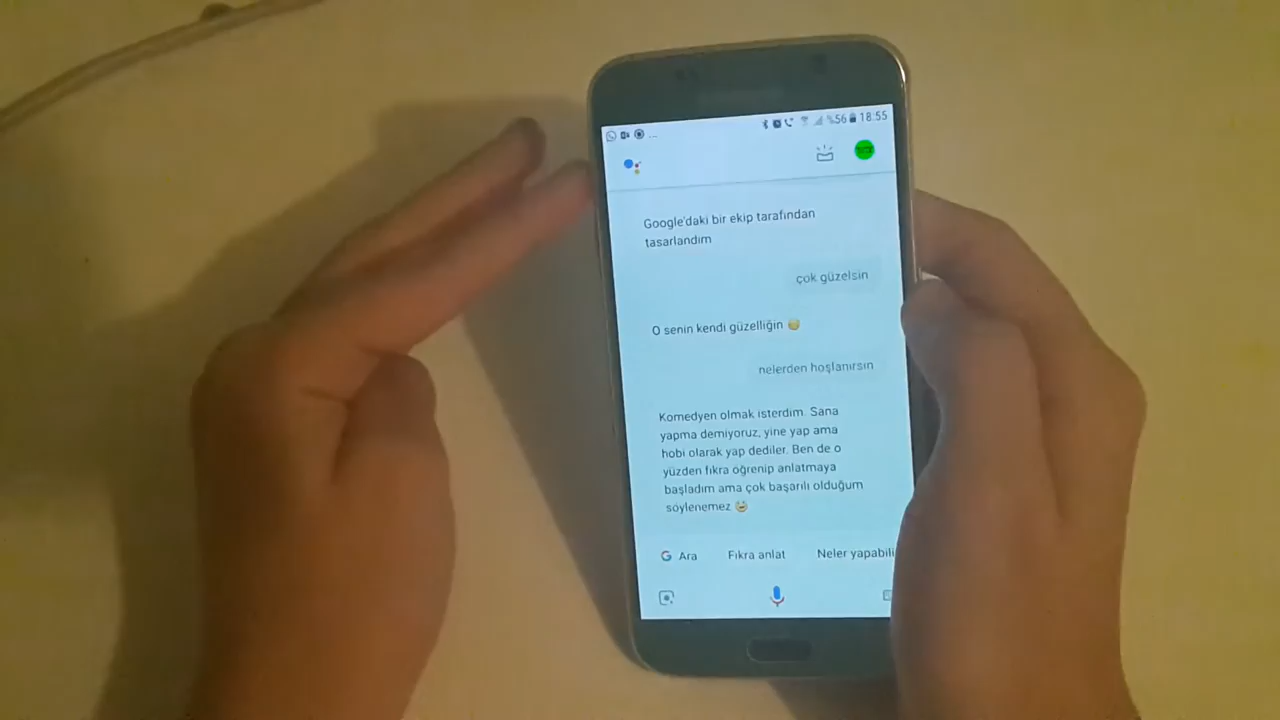 %56 18.55
Google'daki bir ekip tarafından
tasarlandım
çok güzelsin
O senin kendi güzelliğin
nelerden hoşlanırsın
Komedyen olmak isterdim. Sana
yapma demiyoruz, yine yap ama
hobi olarak yap dediler. Ben de o
yüzden fıkra öğrenip anlatmaya
başladım ama çok başarılı olduğum
söylenemez
G Ara Fıkra anlat Neler yapabili